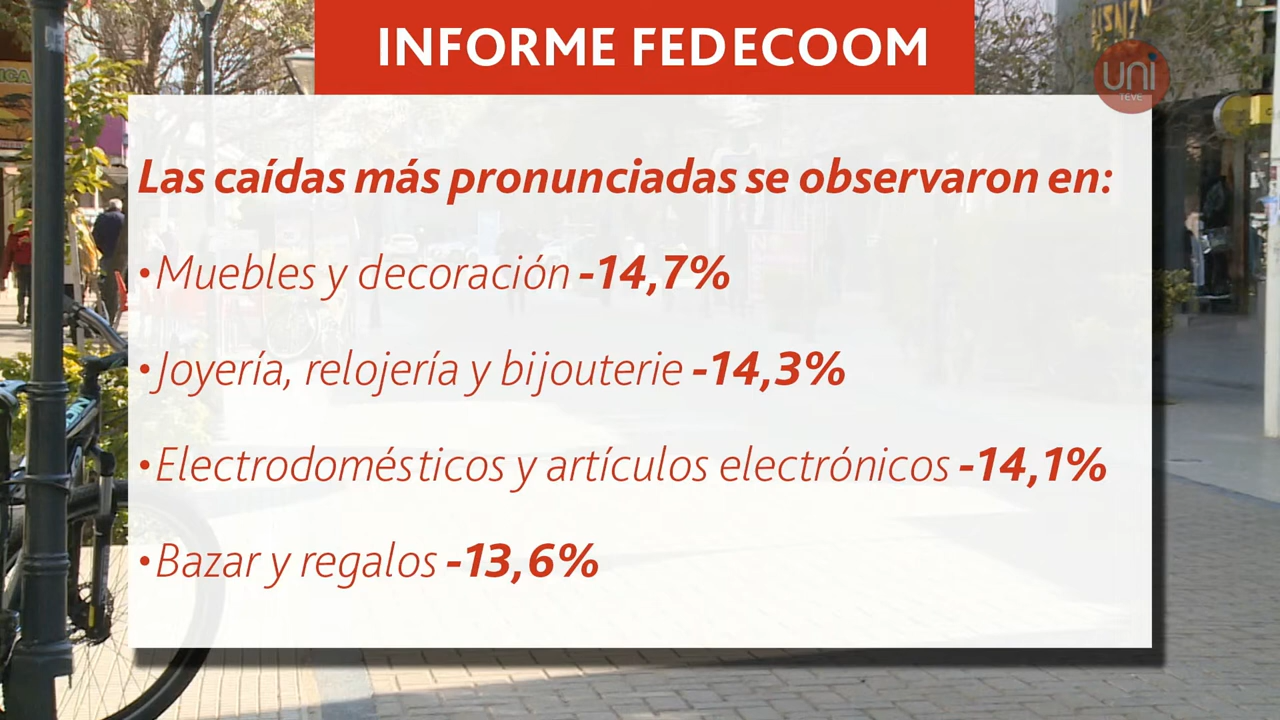 INFORME FEDECOOM
uni
TEVE
Las caídas más pronunciadas se observaron en:
•Muebles y decoración -14,7%
•Joyería, relojería y bijouterie -14,3%
•Electrodomésticos y artículos electrónicos -14,1%
•Bazar y regalos -13,6%